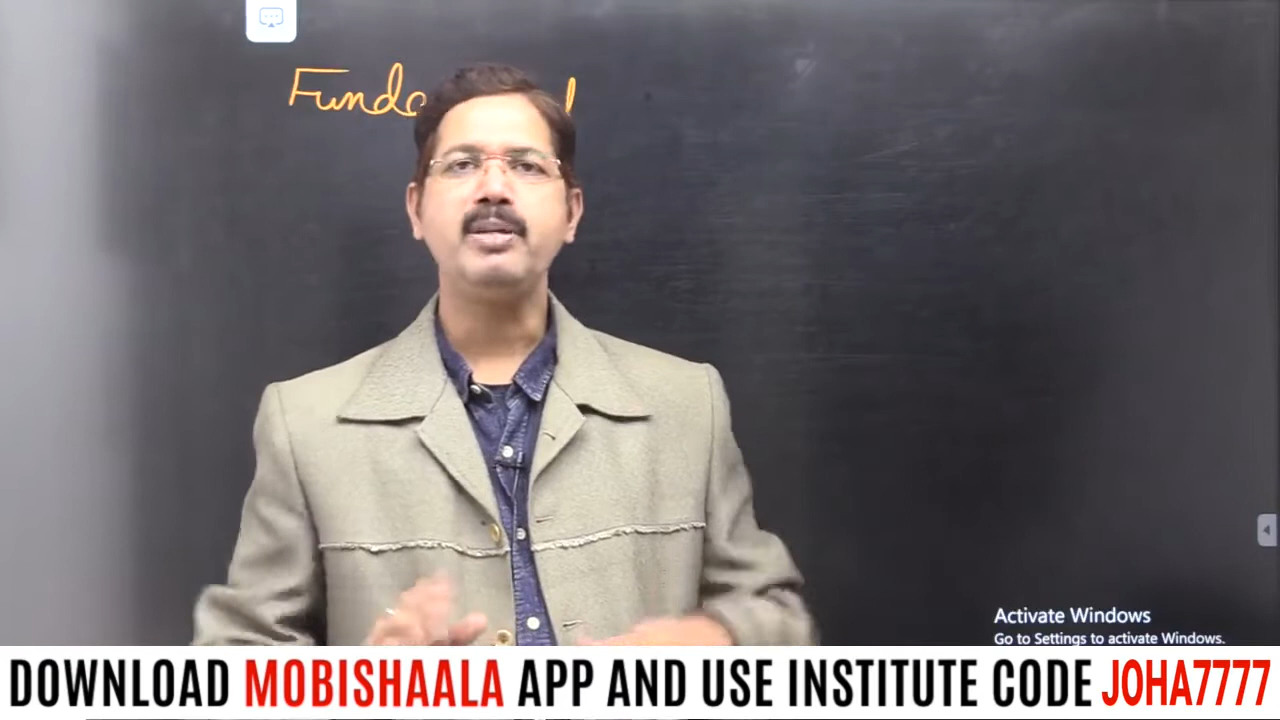 Activate Windows
Go to Settings to activate Windows.
DOWNLOAD MOBISHAALA APP AND USE INSTITUTE CODE JOHA7777